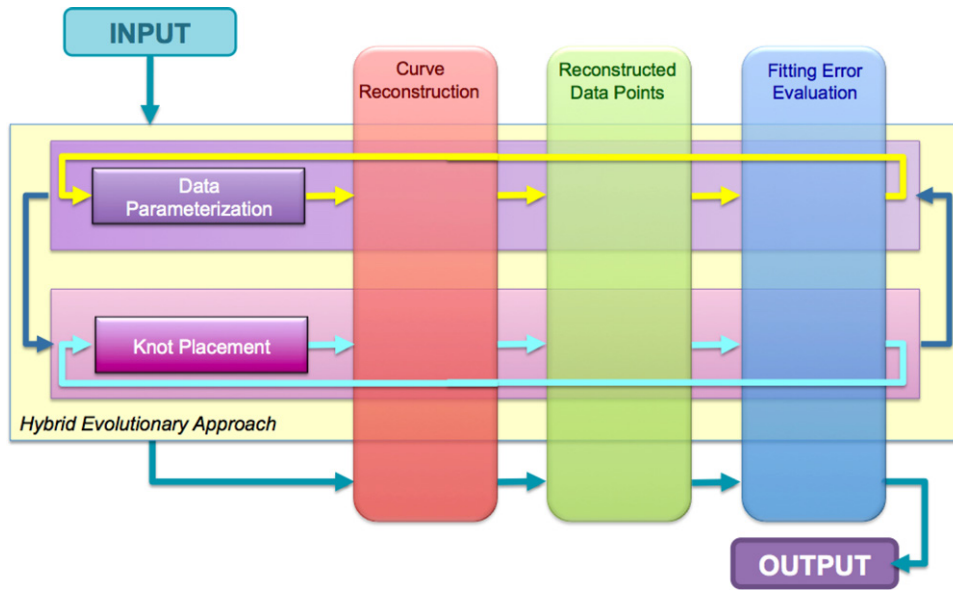 INPUT
Curve
Reconstruction
Reconstructed
Data Points
Fitting Error
Evaluation
Data
Parameterization
Knot Placement
Hybrid Evolutionary Approach
OUTPUT